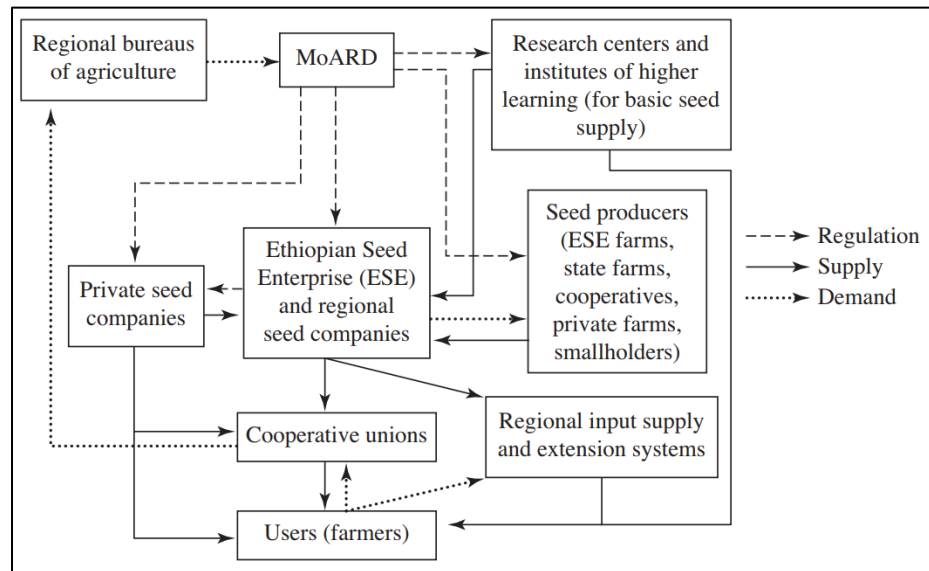 Regional bureaus
of agriculture
MoARD
Research centers and
institutes of higher
learning (for basic seed
supply)
Seed producers
(ESE farms,
state farms,
cooperatives,
private farms,
smallholders)
Regulation
Supply
Demand
Private seed
companies
Ethiopian Seed
Enterprise (ESE)
and regional
seed companies
Cooperative unions
Regional input supply
and extension systems
Users (farmers)